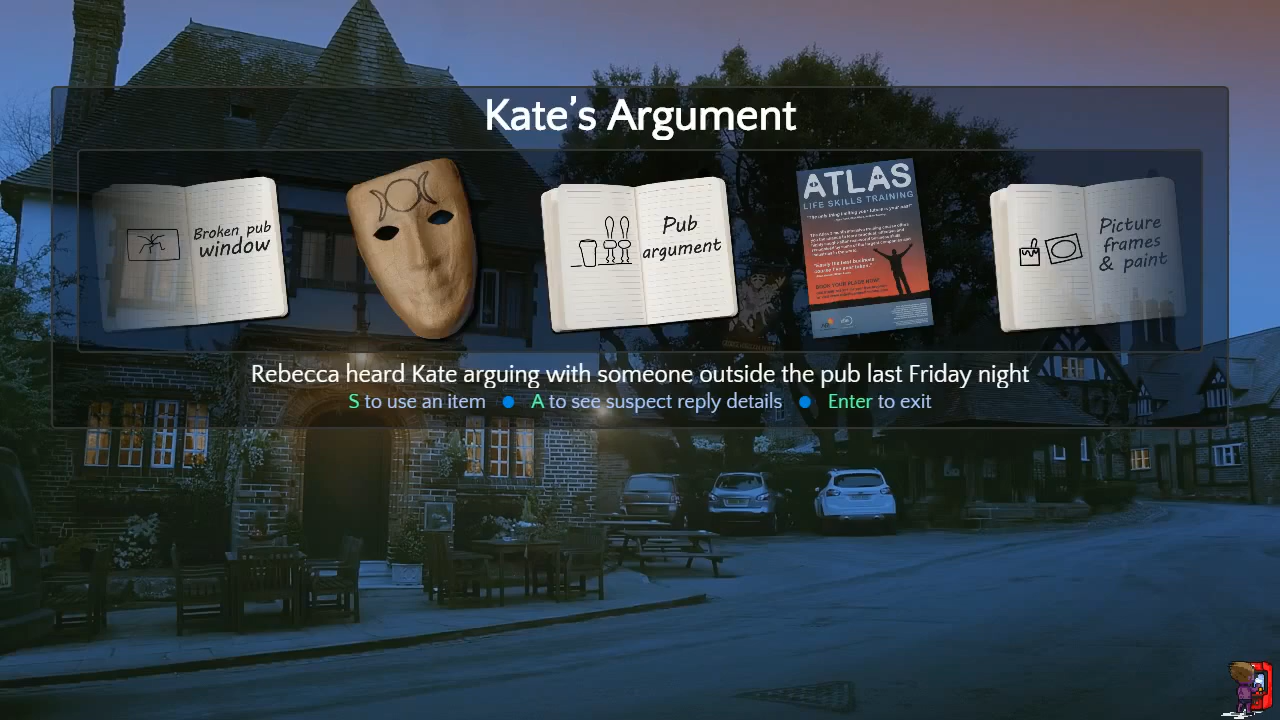 Kate's Argument
Broken pub
window
Pub
argument
ATLAS
LIFE SKILLS TRAINING
Picture
frames
& paint
Rebecca heard Kate arguing with someone outside the pub last Friday night
S to use an item
A to see suspect reply details
Enter to exit